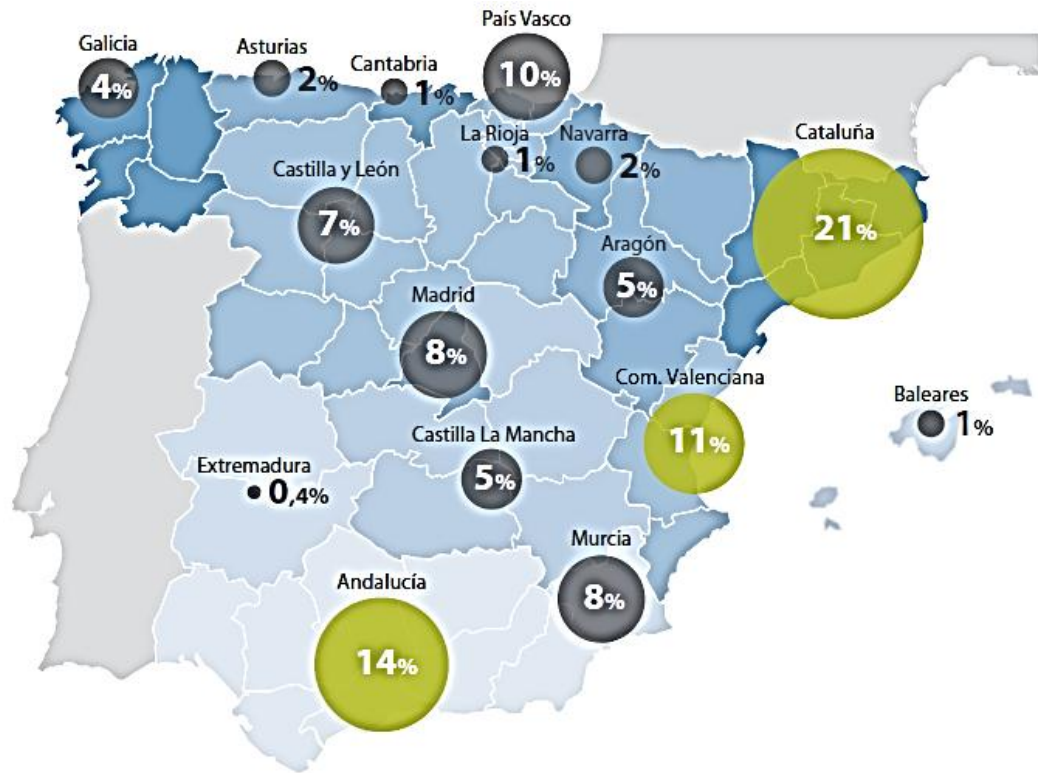 País Vasco
10%
Galicia
4%
Asturias
2%
Cantabria
1%
La Rioja
1%
Navarra
2%
Cataluña
21%
Castilla y León
7%
Aragón
5%
Madrid
8%
Com. Valenciana
11%
Baleares
1%
Castilla La Mancha
5%
Extremadura
0,4%
Murcia
8%
Andalucía
14%